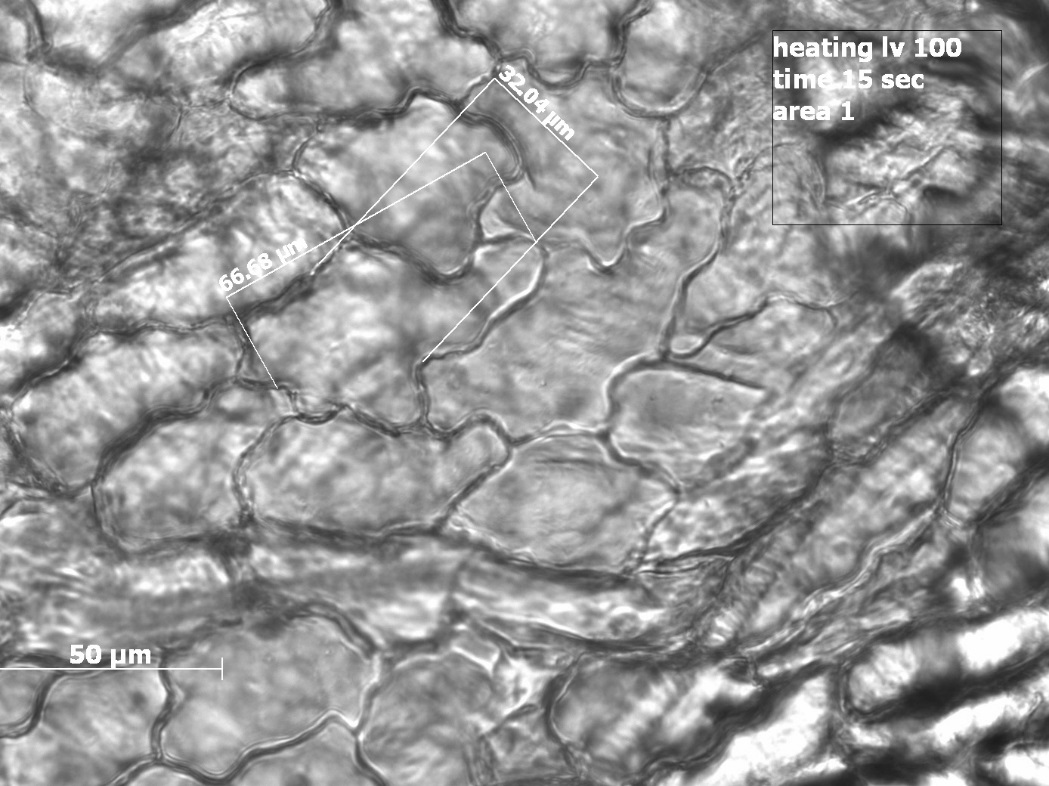 heating lv 100
time 15 sec
area 1
32.04 µm
66.68 µm
50 µm